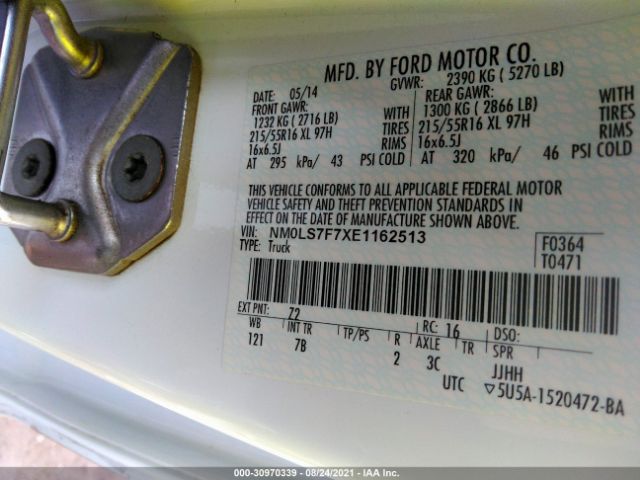 MFD. BY FORD MOTOR CO.
DATE: 05/14 GVWR: 2390 KG ( 5270 LB)
FRONT GAWR: REAR GAWR:
1232 KG ( 2716 LB) WITH 1300 KG ( 2866 LB) WITH
215/55R16 XL 97H TIRES 215/55R16 XL 97H TIRES
16x6.5J RIMS 16x6.5J RIMS
AT 295 kPa/ 43 PSI COLD AT 320 kPa/ 46 PSI COLD
THIS VEHICLE CONFORMS TO ALL APPLICABLE FEDERAL MOTOR
VEHICLE SAFETY AND THEFT PREVENTION STANDARDS IN
EFFECT ON THE DATE OF MANUFACTURE SHOWN ABOVE.
VIN: NM0LS7F7XE1162513 F0364
TYPE: Truck T0471
EXT PNT: 72 RC: 16 DSO:
WB INT TR TP/PS R AXLE TR SPR
121 7B 2 3C JJHH
UTC ▽5U5A-1520472-BA
000-30970339 - 08/24/2021 - IAA Inc.